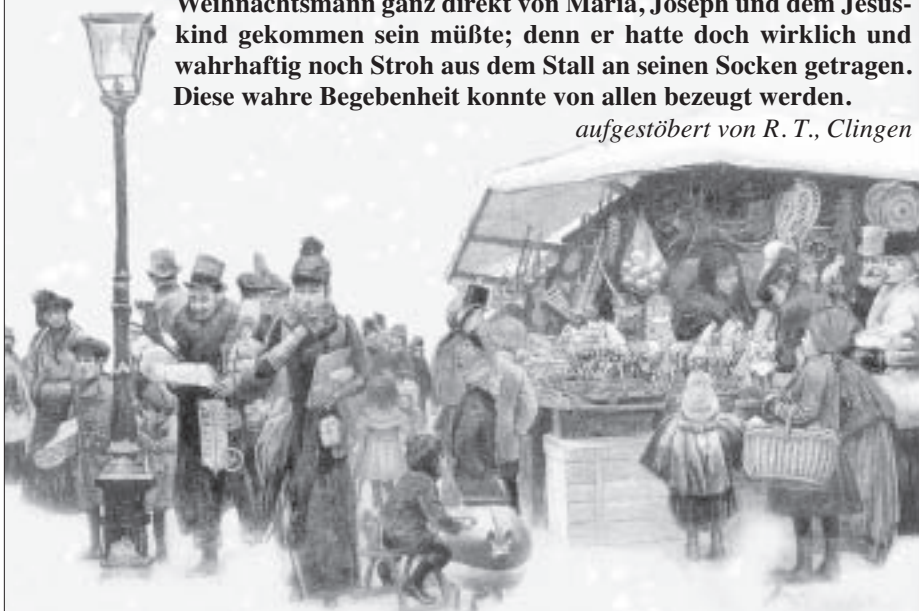 Weihnachtsmann ganz direkt von Maria, Joseph und dem Jesus-
kind gekommen sein müßte; denn er hatte doch wirklich und
wahrhaftig noch Stroh aus dem Stall an seinen Socken getragen.
Diese wahre Begebenheit konnte von allen bezeugt werden.
aufgestöbert von R. T., Clingen